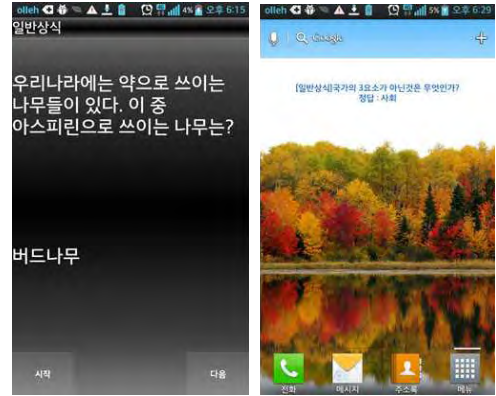 olleh 4% 오후 6:15
일반상식
우리나라에는 약으로 쓰이는
나무들이 있다. 이 중
아스피린으로 쓰이는 나무는?
버드나무
시작 다음
olleh 5% 오후 6:29
Google
[일반상식]국가의 3요소가 아닌것은 무엇인가?
정답 : 사회
전화 메시지 주소록 메뉴